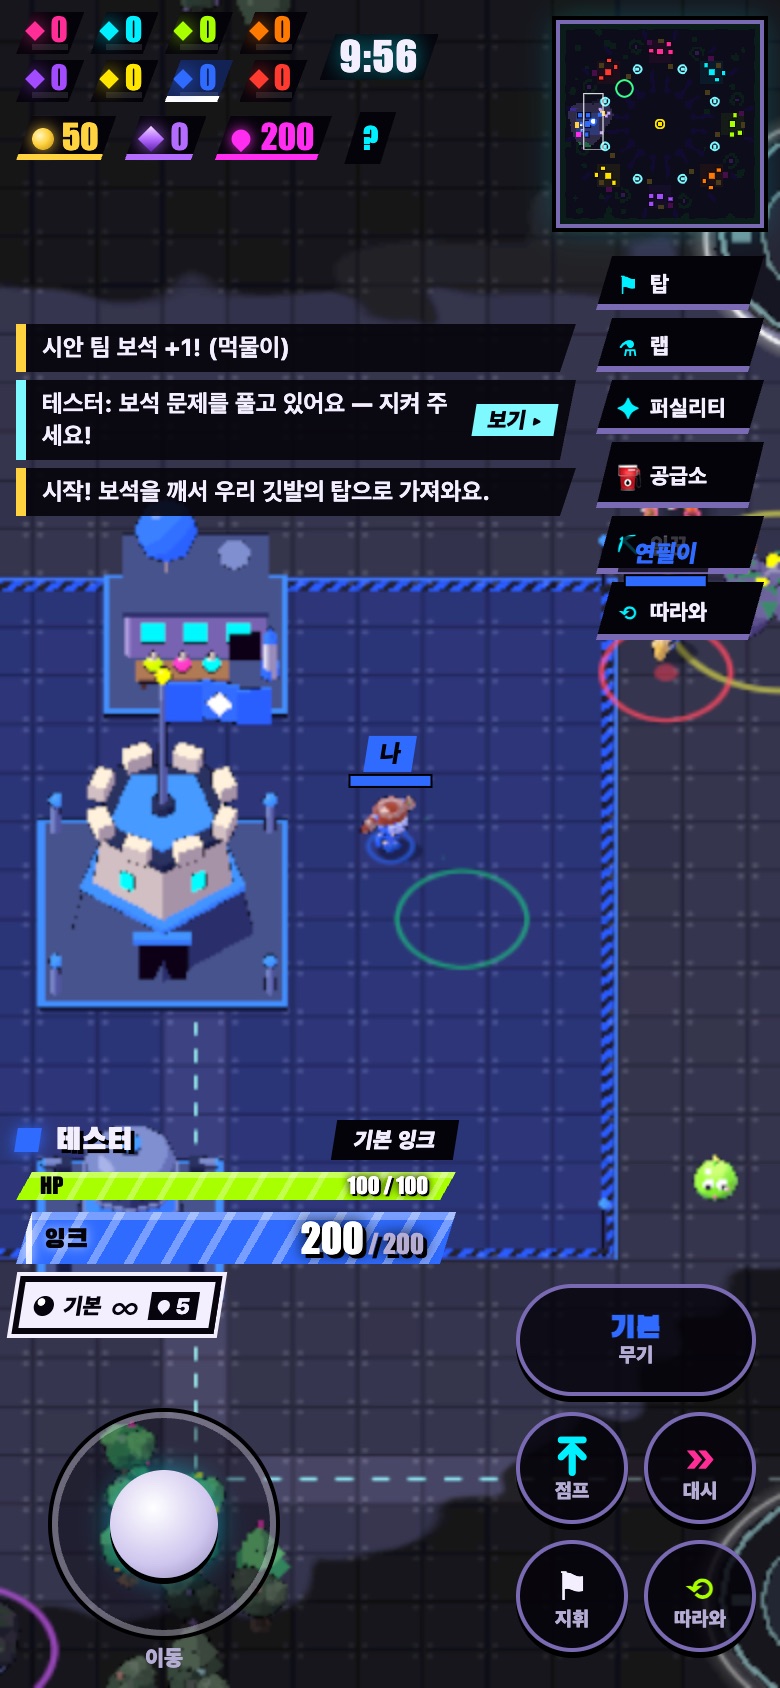 0 0 0 0
0 0 0 0
9:56
50 0 200 ?
탑
랩
퍼실리티
공급소
따라와
시안 팀 보석 +1! (먹물이)
테스터: 보석 문제를 풀고 있어요 — 지켜 주
세요!
보기
시작! 보석을 깨서 우리 깃발의 탑으로 가져와요.
연필이
나
테스터
기본 잉크
HP 100 / 100
잉크 200 / 200
기본 ∞ 5
기본
무기
점프
대시
지휘
따라와
이동